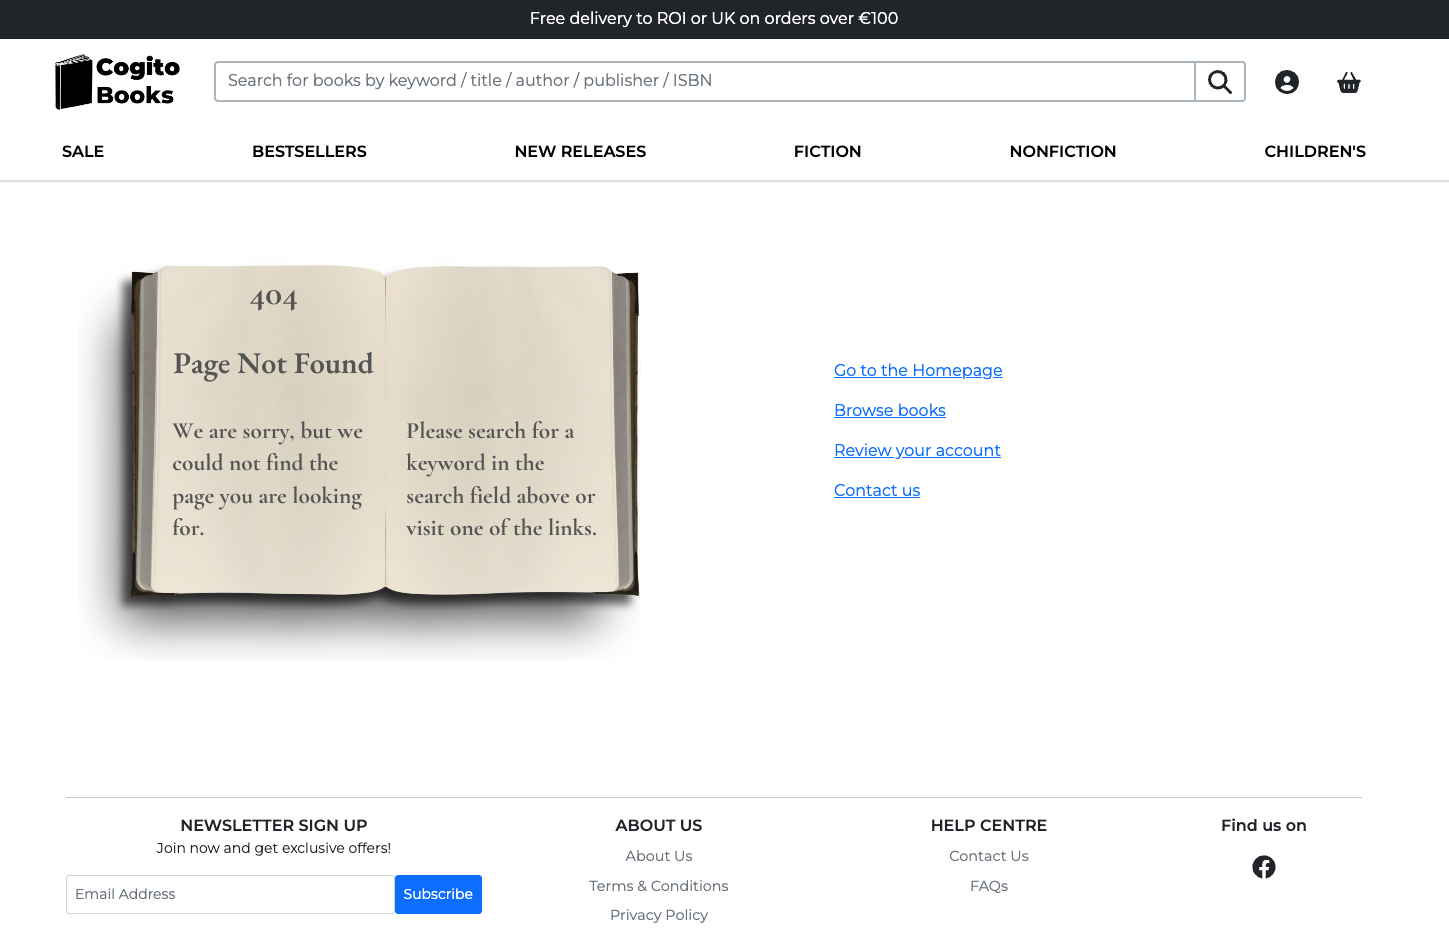 Free delivery to ROI or UK on orders over €100
Cogito
Books
Search for books by keyword / title / author / publisher / ISBN
SALE
BESTSELLERS
NEW RELEASES
FICTION
NONFICTION
CHILDREN'S
404
Page Not Found
We are sorry, but we
could not find the
page you are looking
for.
Please search for a
keyword in the
search field above or
visit one of the links.
Go to the Homepage
Browse books
Review your account
Contact us
NEWSLETTER SIGN UP
Join now and get exclusive offers!
Email Address
Subscribe
ABOUT US
About Us
Terms & Conditions
Privacy Policy
HELP CENTRE
Contact Us
FAQs
Find us on